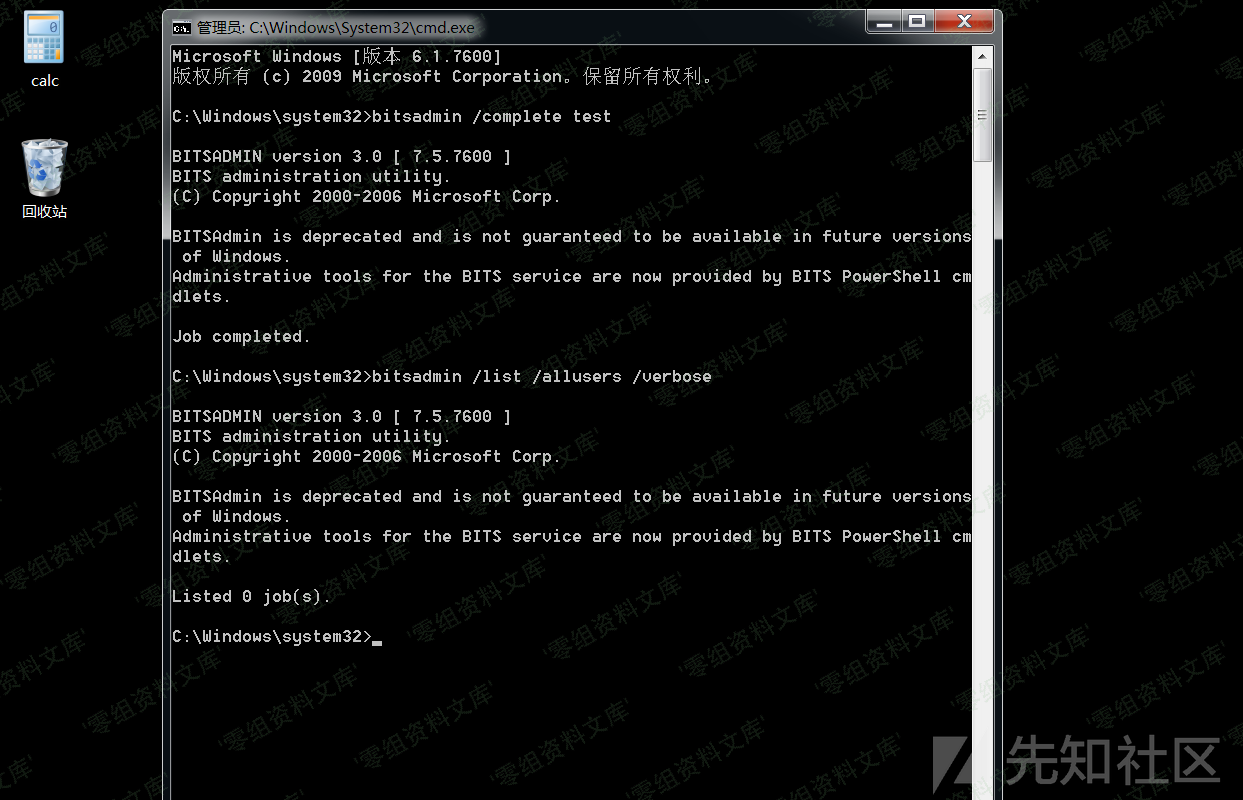 calc
回收站
管理员: C:\Windows\System32\cmd.exe
Microsoft Windows [版本 6.1.7600]
版权所有 (c) 2009 Microsoft Corporation。保留所有权利。
C:\Windows\system32>bitsadmin /complete test
BITSADMIN version 3.0 [ 7.5.7600 ]
BITS administration utility.
(C) Copyright 2000-2006 Microsoft Corp.
BITSAdmin is deprecated and is not guaranteed to be available in future versions
of Windows.
Administrative tools for the BITS service are now provided by BITS PowerShell cm
dlets.
Job completed.
C:\Windows\system32>bitsadmin /list /allusers /verbose
BITSADMIN version 3.0 [ 7.5.7600 ]
BITS administration utility.
(C) Copyright 2000-2006 Microsoft Corp.
BITSAdmin is deprecated and is not guaranteed to be available in future versions
of Windows.
Administrative tools for the BITS service are now provided by BITS PowerShell cm
dlets.
Listed 0 job(s).
C:\Windows\system32>
先知社区
'零组资料文库'